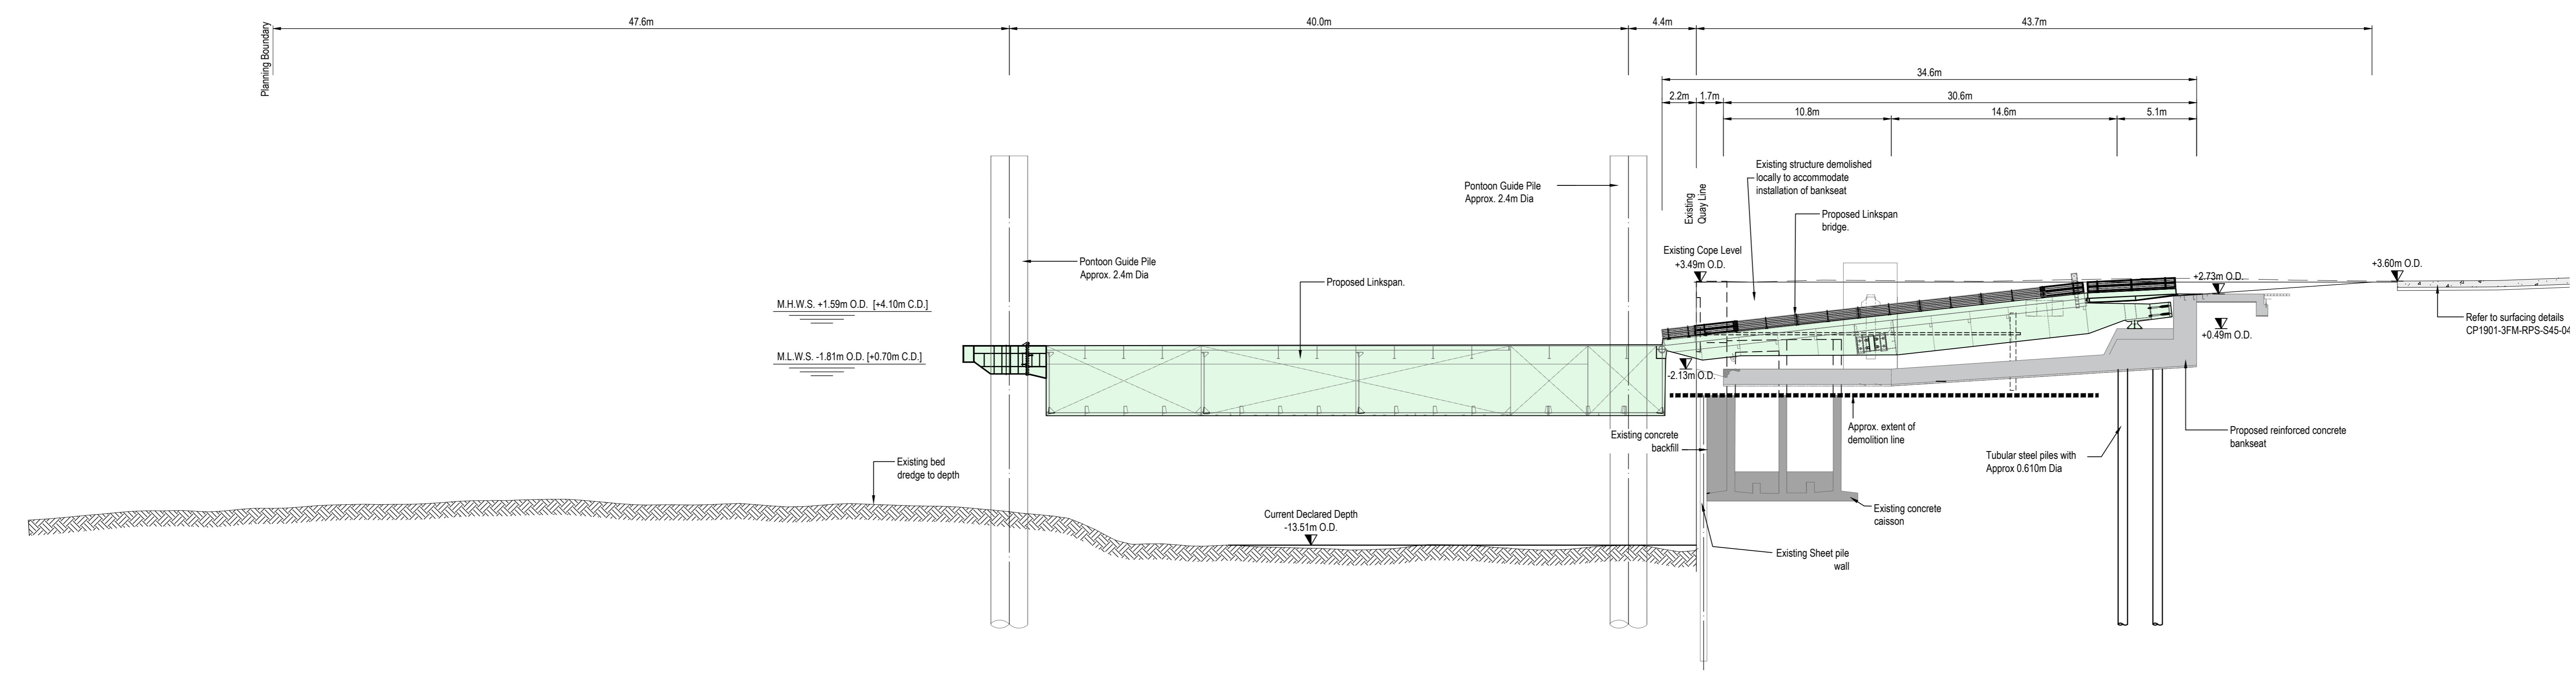 47.6m
40.0m
4.4m
43.7m
Planning Boundary
34.6m
2.2m
1.7m
30.6m
10.8m
14.6m
5.1m
Existing structure demolished
locally to accommodate
installation of bankseat
Pontoon Guide Pile
Approx. 2.4m Dia
Existing
Quay Line
Proposed Linkspan
bridge.
Existing Cope Level
+3.49m O.D.
Pontoon Guide Pile
Approx. 2.4m Dia
+3.60m O.D.
+2.73m O.D.
Proposed Linkspan.
M.H.W.S. +1.59m O.D. [+4.10m C.D.]
Refer to surfacing details
CP1901-3FM-RPS-S45-04
+0.49m O.D.
M.L.W.S. -1.81m O.D. [+0.70m C.D.]
-2.13m O.D.
Existing concrete
backfill
Approx. extent of
demolition line
Proposed reinforced concrete
bankseat
Tubular steel piles with
Approx 0.610m Dia
Existing bed
dredge to depth
Existing concrete
caisson
Current Declared Depth
-13.51m O.D.
Existing Sheet pile
wall